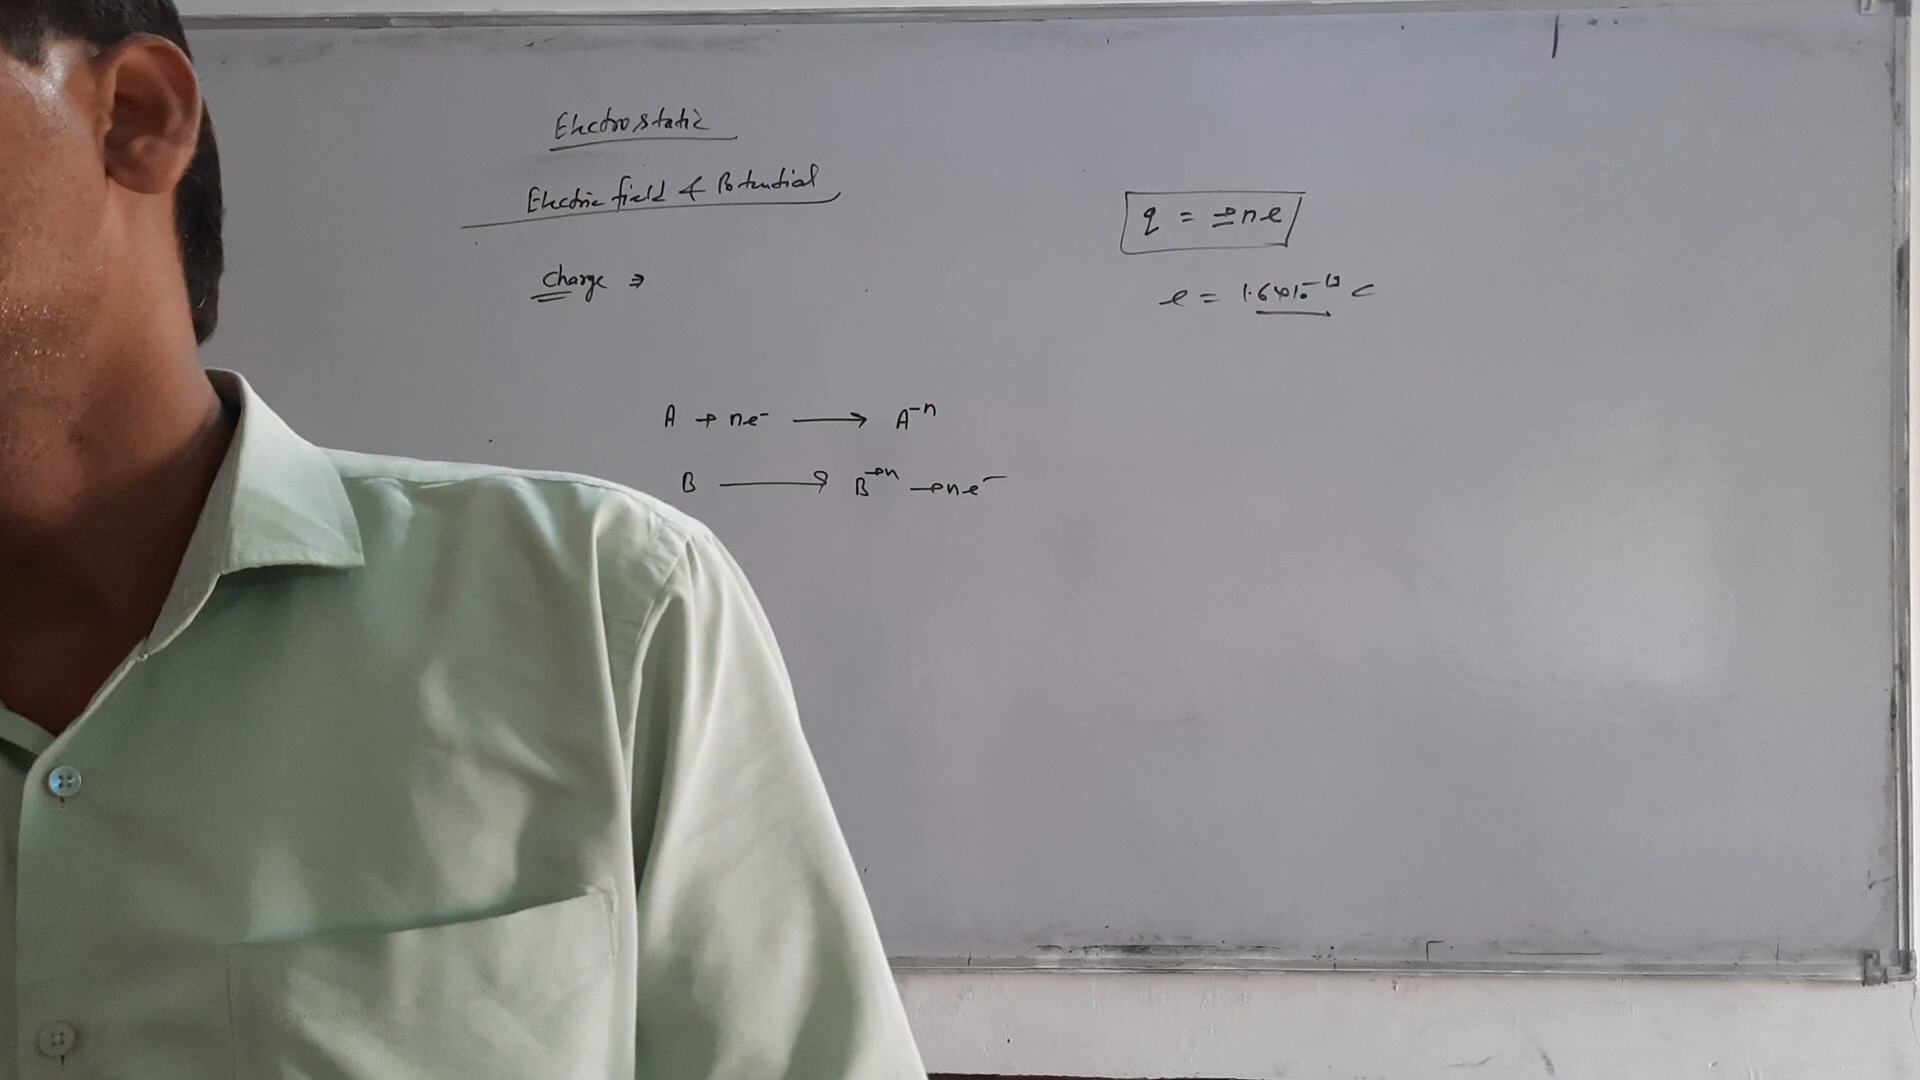 Electrostatic
Electric field & Potential
Charge ⇒
q = ±ne
e = 1.6×10⁻¹⁹ C
A + ne⁻ ⟶ A⁻ⁿ
B ⟶ B⁺ⁿ + ne⁻